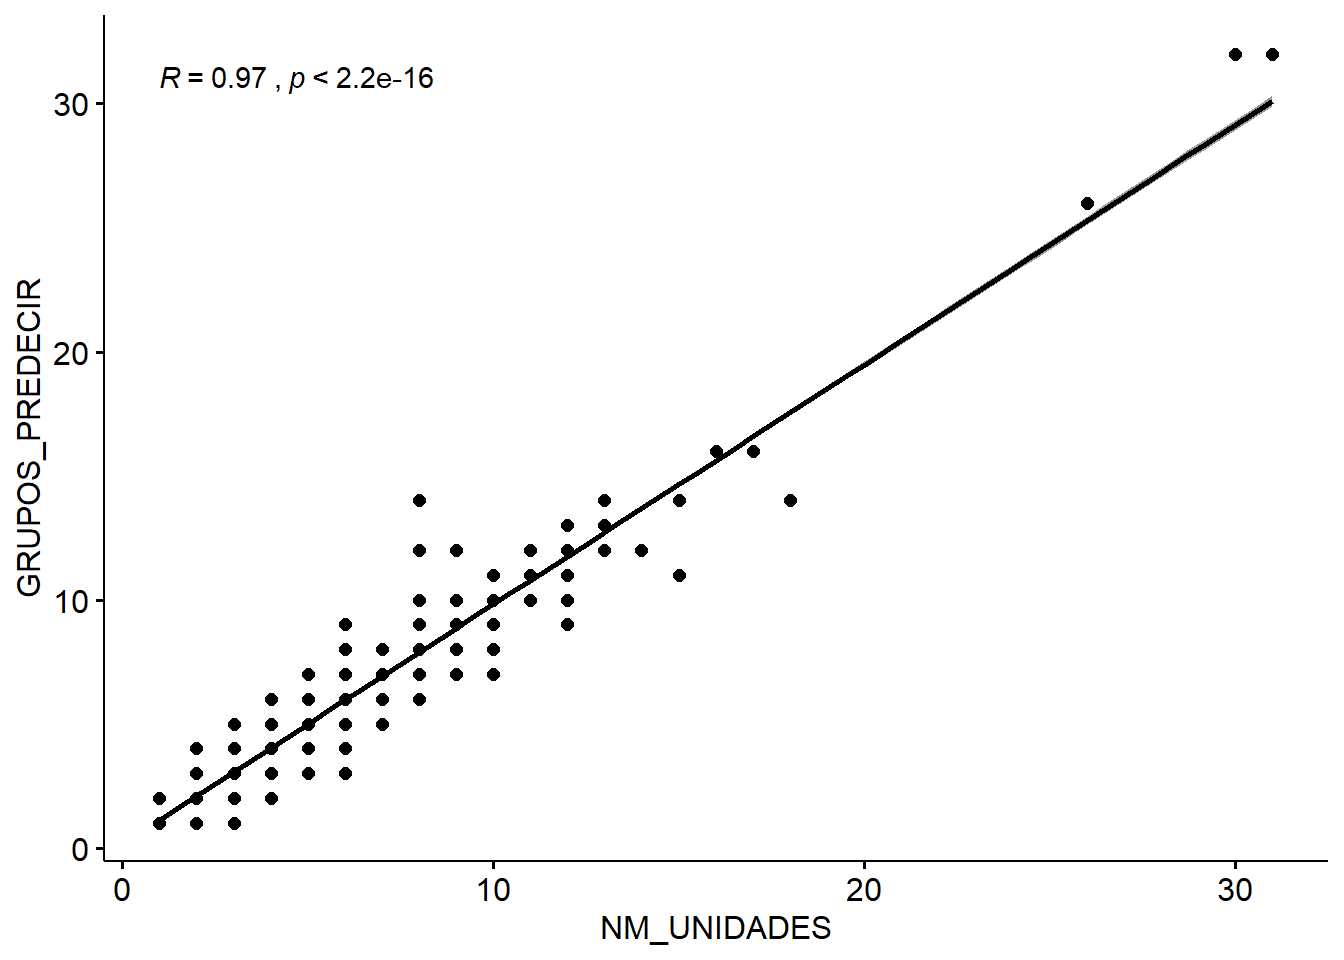 R = 0.97 , p < 2.2e-16
30
20
10
0
GRUPOS_PREDECIR
0 10 20 30
NM_UNIDADES